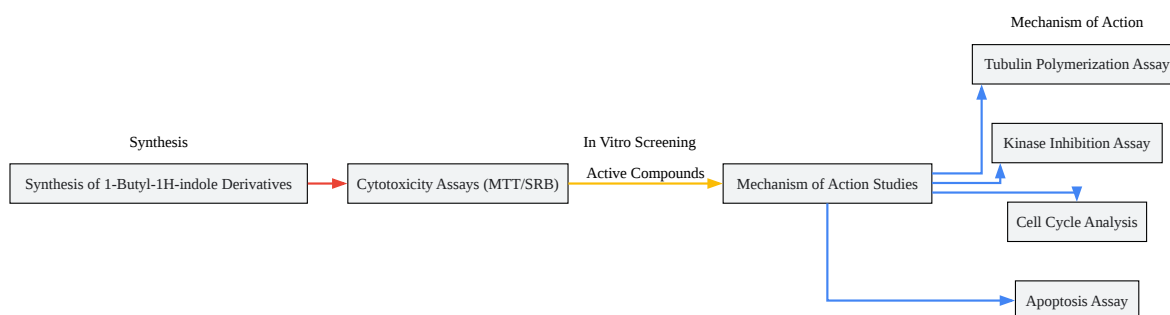 Mechanism of Action
Tubulin Polymerization Assay
Synthesis
In Vitro Screening
Kinase Inhibition Assay
Synthesis of 1-Butyl-1H-indole Derivatives
Cytotoxicity Assays (MTT/SRB)
Active Compounds
Mechanism of Action Studies
Cell Cycle Analysis
Apoptosis Assay